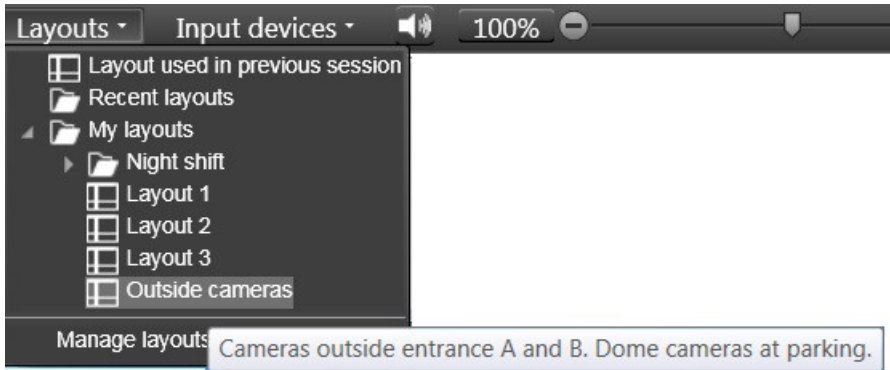 Layouts Input devices 100%
Layout used in previous session
Recent layouts
My layouts
Night shift
Layout 1
Layout 2
Layout 3
Outside cameras
Manage layouts
Cameras outside entrance A and B. Dome cameras at parking.